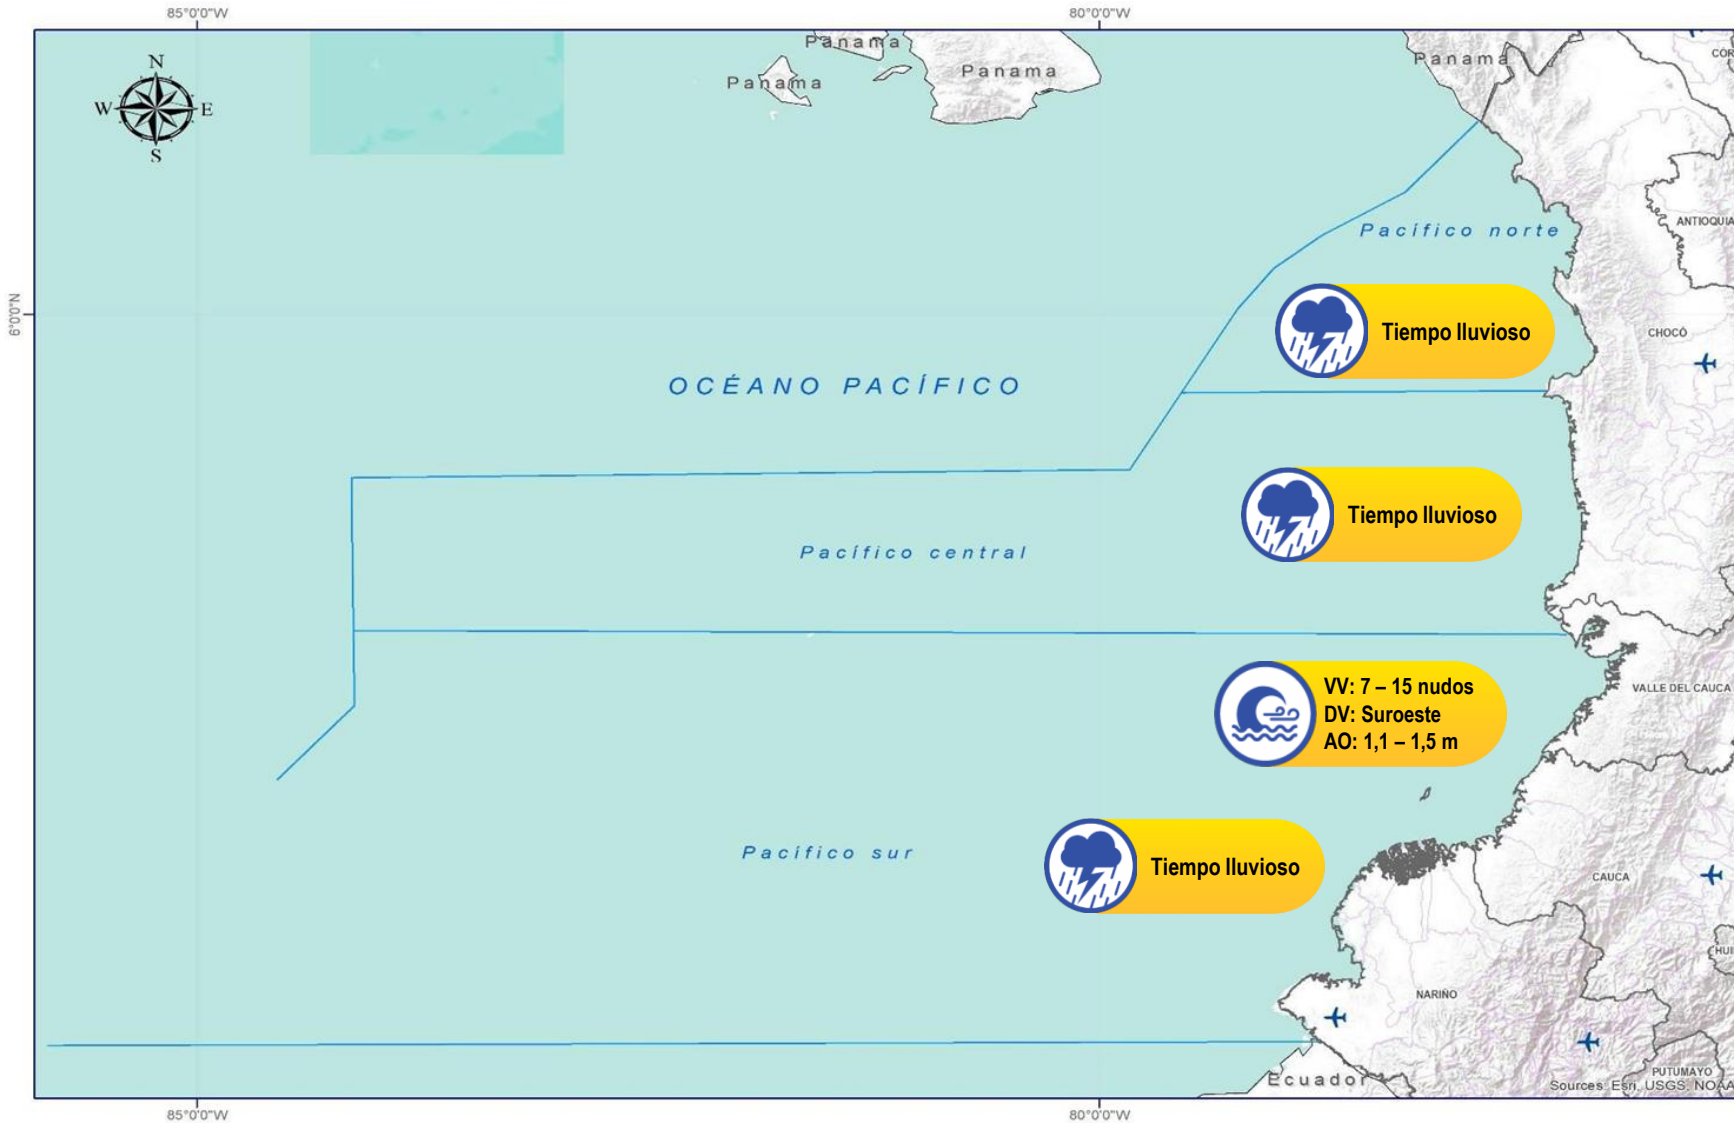 85°0'0"W
80°0'0"W
N
W
E
S
Panama
Panama
Panama
Panama
ANTIOQUIA
Pacífico norte
6°0'0"N
Tiempo lluvioso
CHOCÓ
OCÉANO PACÍFICO
Tiempo lluvioso
Pacífico central
VALLE DEL CAUCA
VV: 7 – 15 nudos
DV: Suroeste
AO: 1,1 – 1,5 m
Pacífico sur
Tiempo lluvioso
CAUCA
HUI
NARIÑO
PUTUMAYO
Ecuador
Sources: Esri, USGS, NOAA
85°0'0"W
80°0'0"W